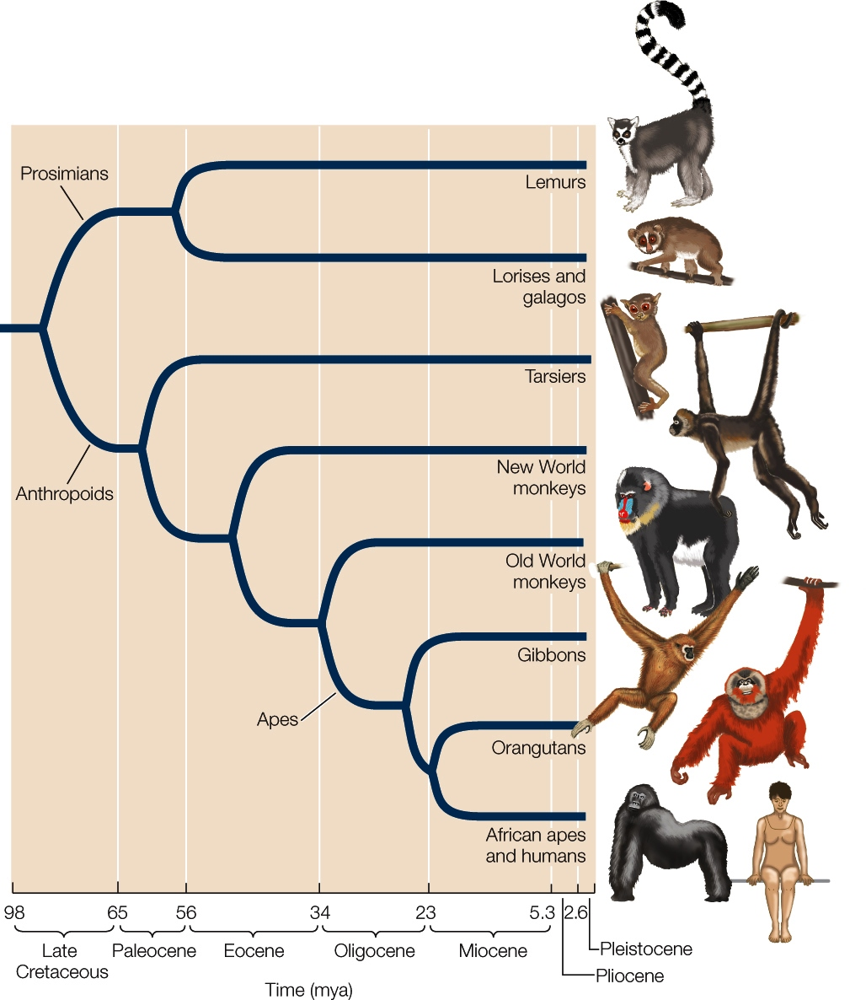 Prosimians
Lemurs
Lorises and
galagos
Tarsiers
New World
monkeys
Anthropoids
Old World
monkeys
Gibbons
Apes
Orangutans
African apes
and humans
98 65 56 34 23 5.3 2.6
Late
Cretaceous
Paleocene
Eocene
Oligocene
Miocene
Pleistocene
Pliocene
Time (mya)